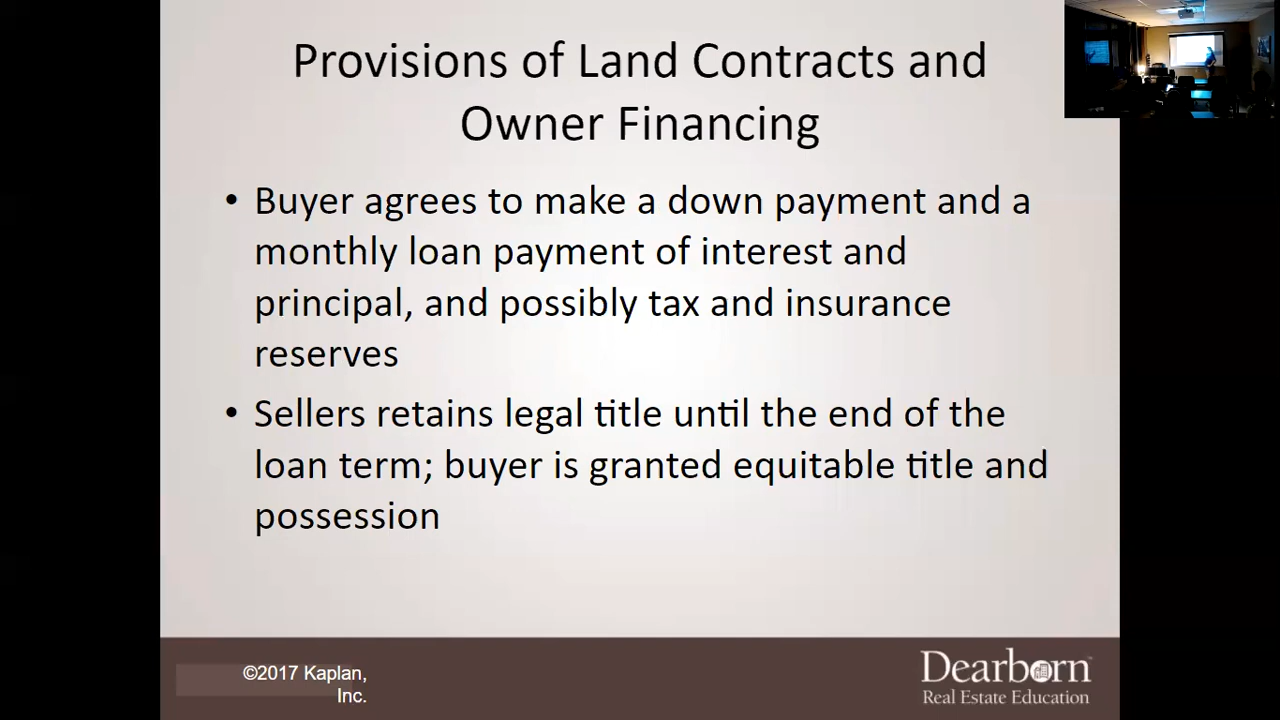 Provisions of Land Contracts and
Owner Financing
• Buyer agrees to make a down payment and a
monthly loan payment of interest and
principal, and possibly tax and insurance
reserves
• Sellers retains legal title until the end of the
loan term; buyer is granted equitable title and
possession
©2017 Kaplan,
Inc.
Dearborn™
Real Estate Education